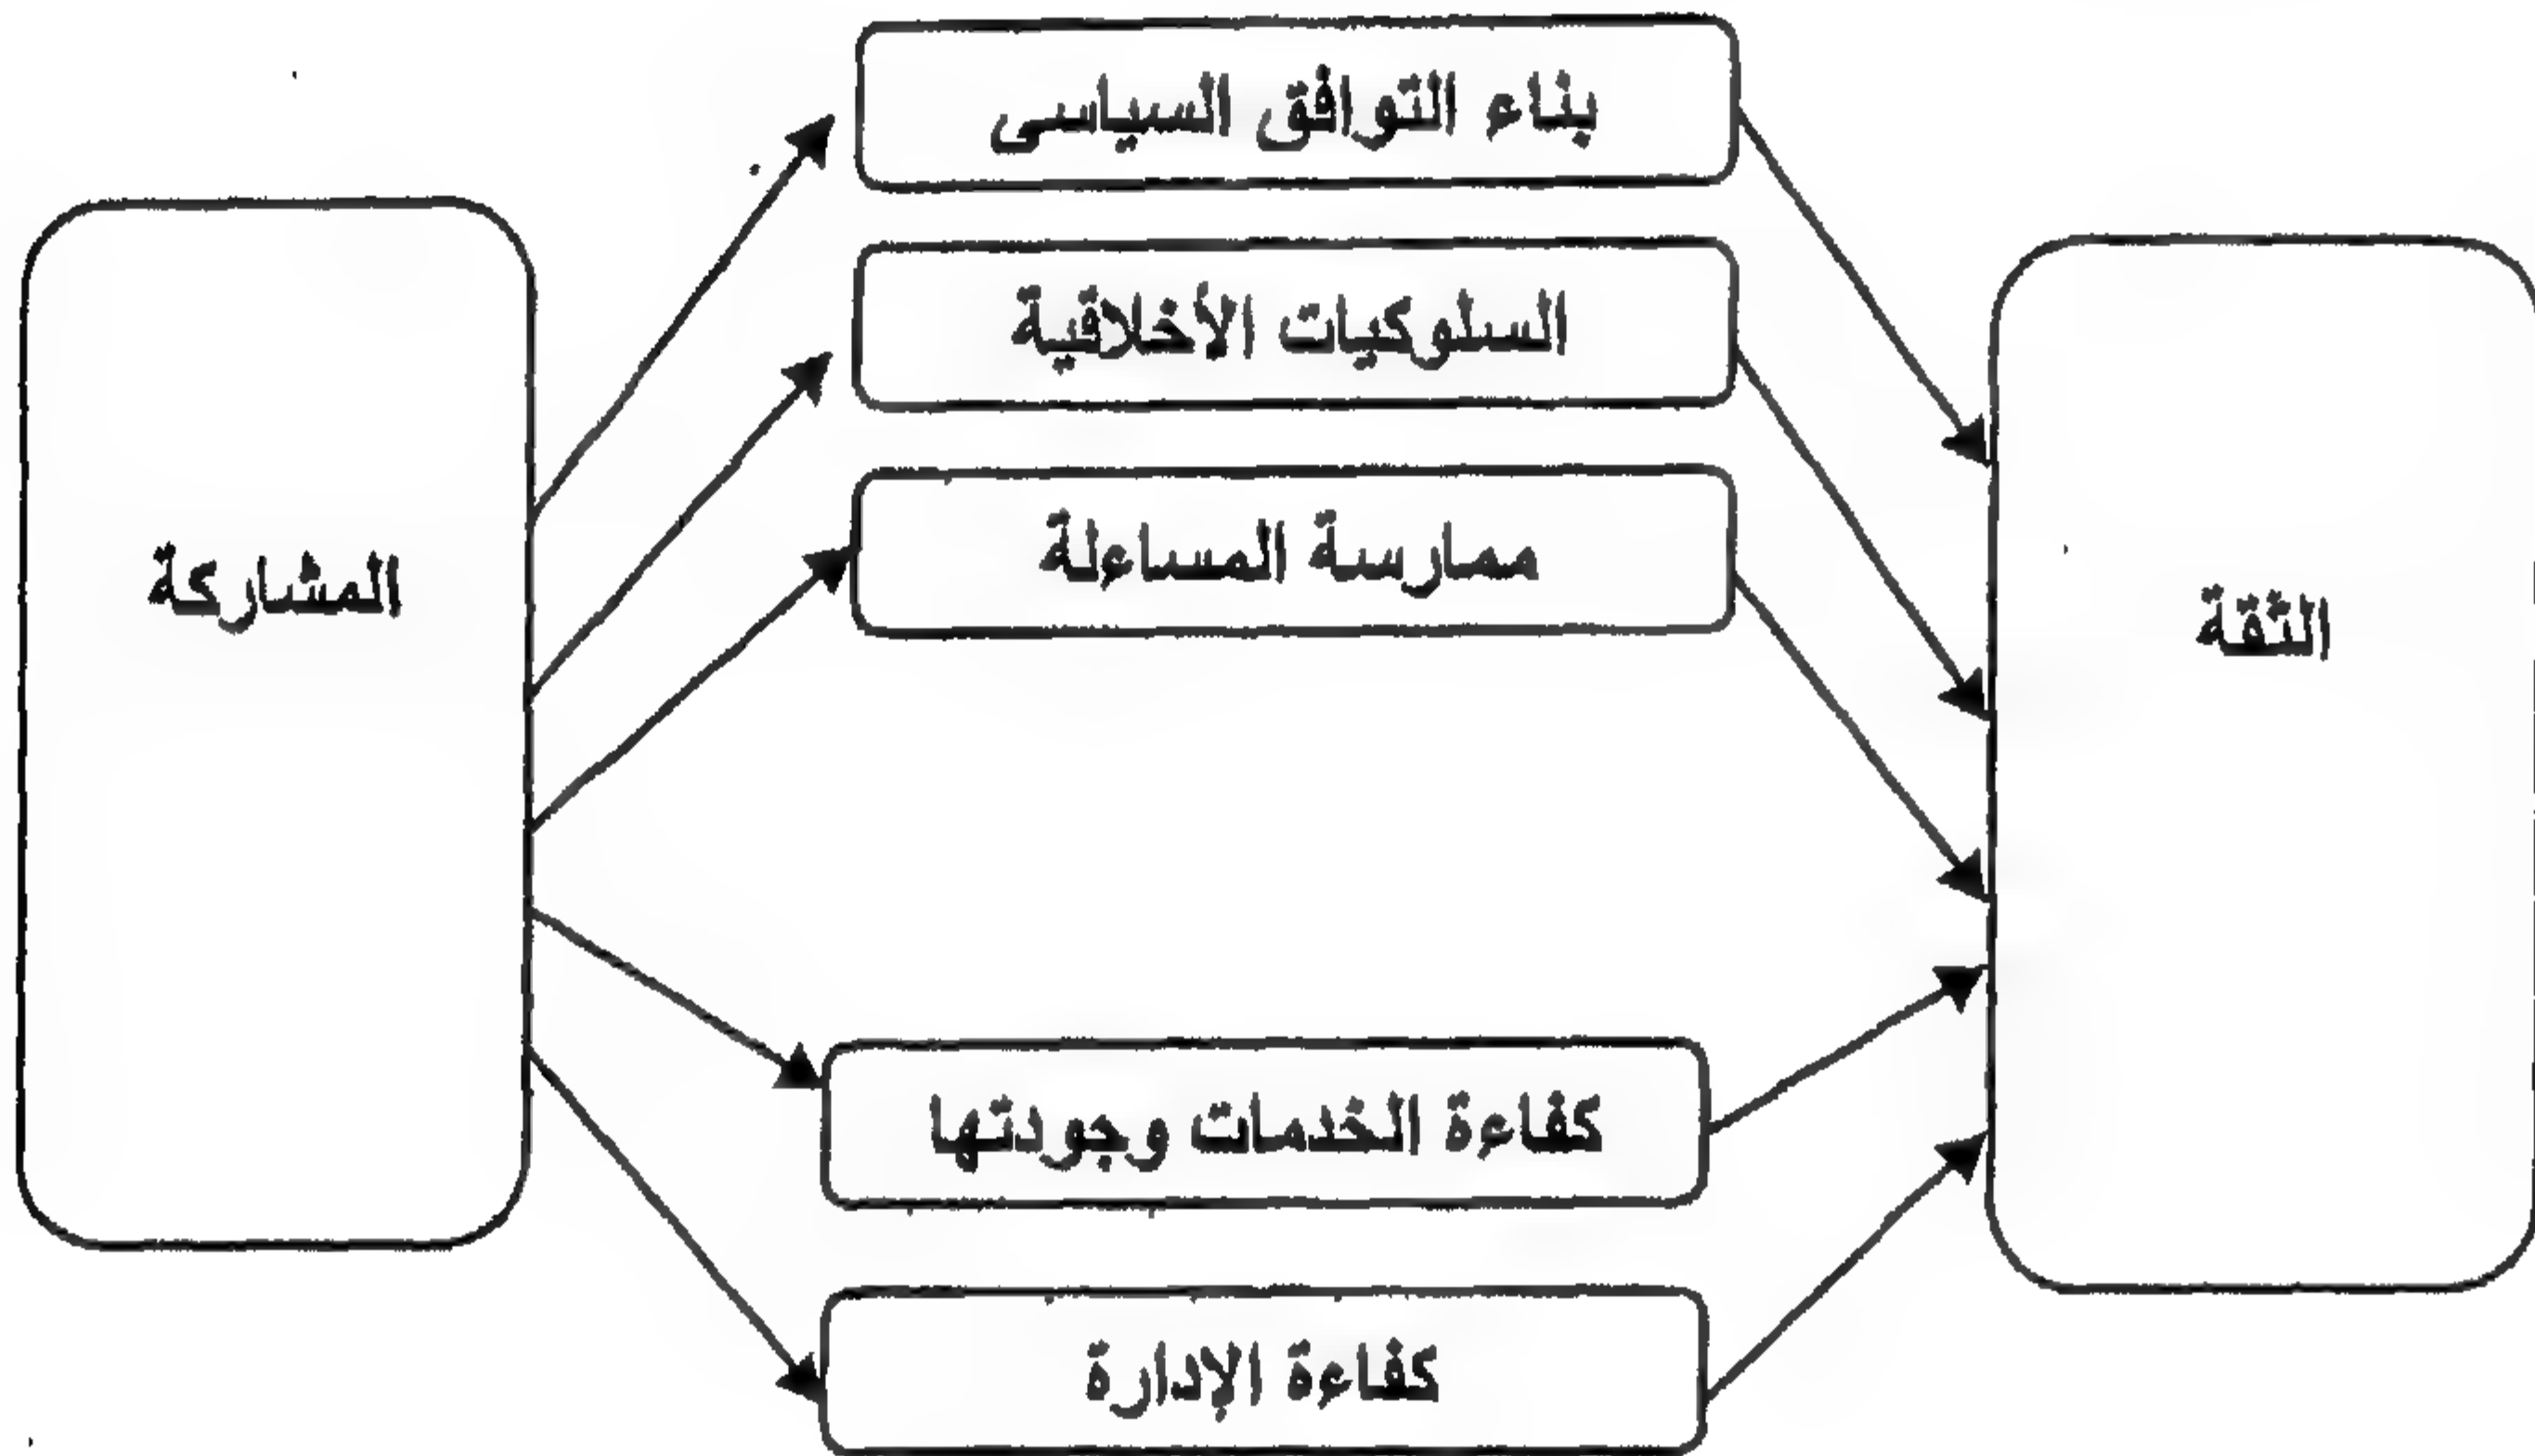 بناء التوافق السياسى
السلوكيات الأخلاقية
ممارسة المساءلة
المشاركة
الثقة
كفاءة الخدمات وجودتها
كفاءة الإدارة